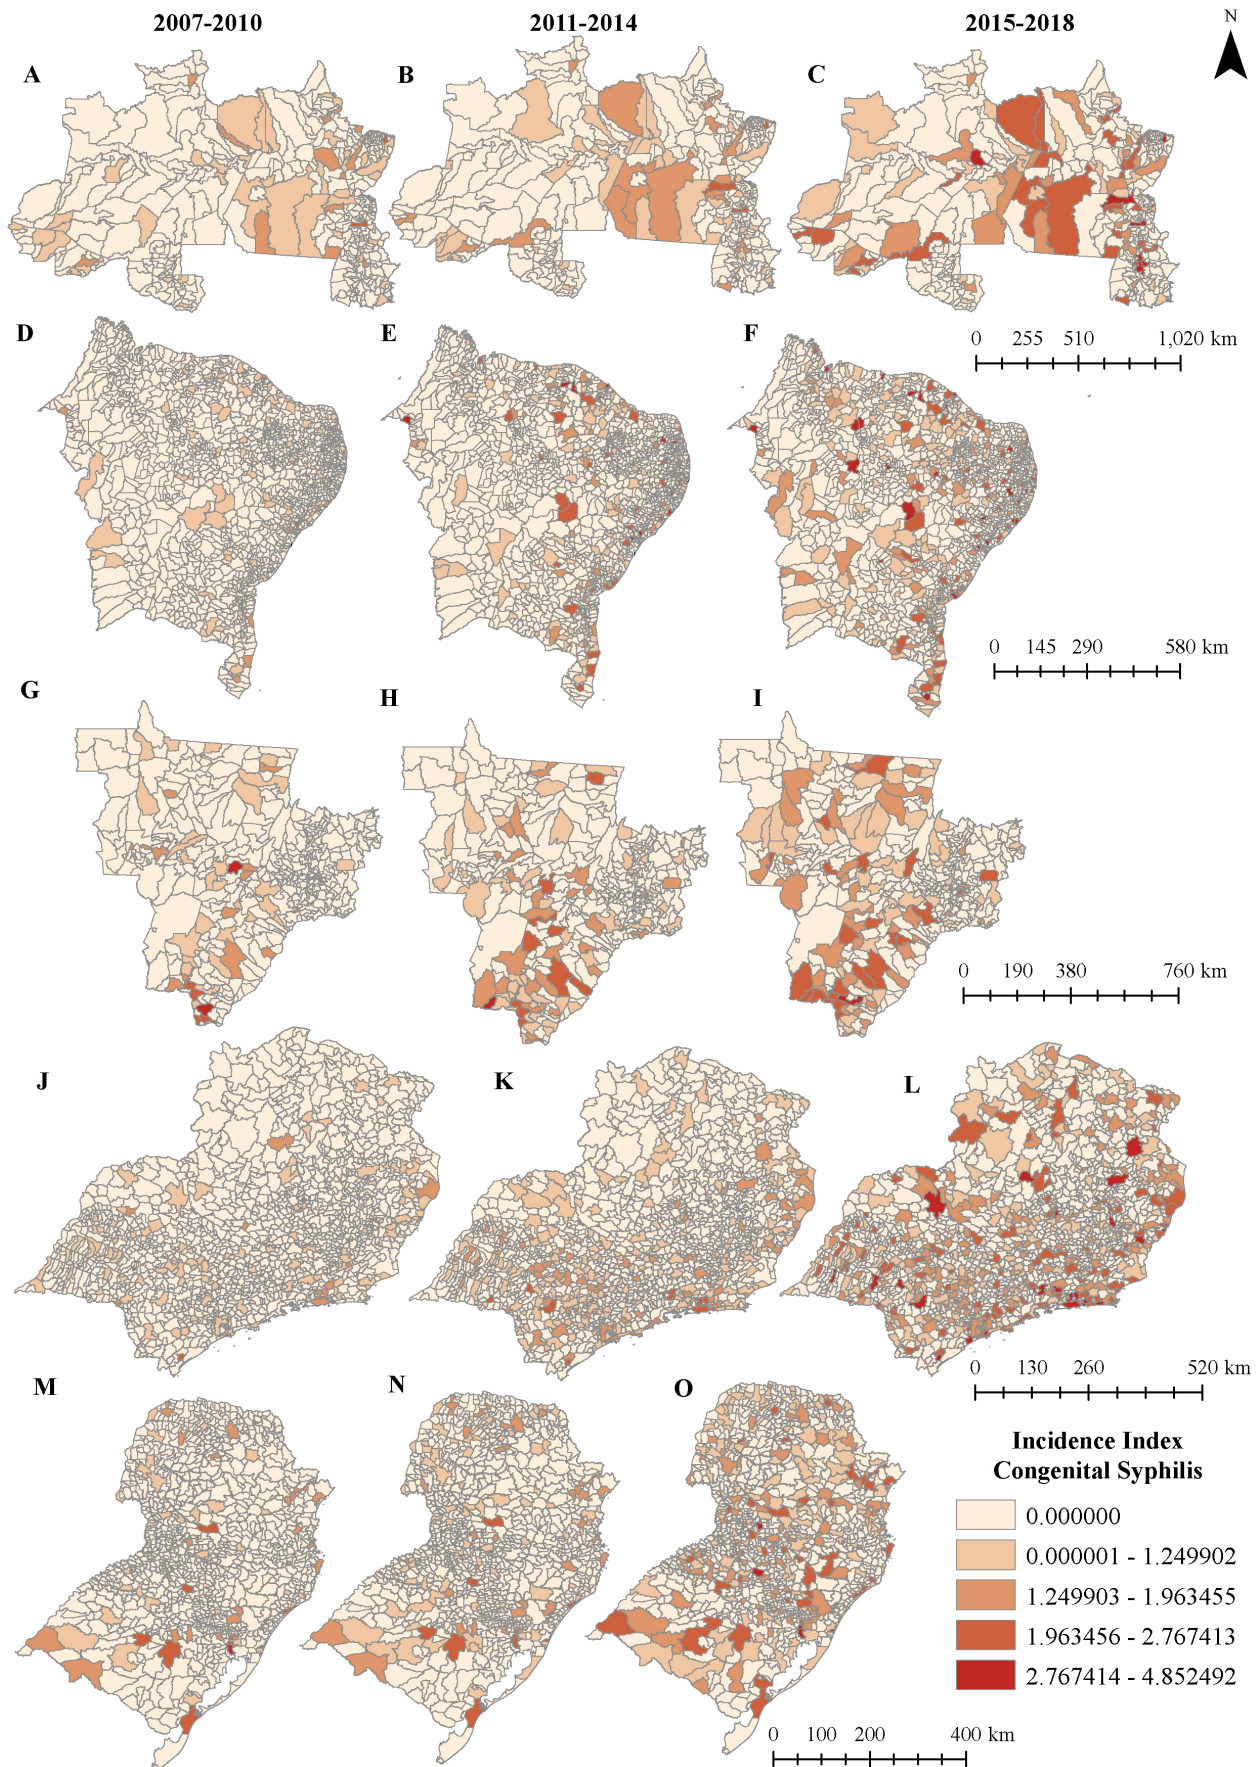 2007-2010 2011-2014 2015-2018 N
A B C
D E F
0 255 510 1,020 km
0 145 290 580 km
G H I
0 190 380 760 km
J K L
0 130 260 520 km
M N O
Incidence Index
Congenital Syphilis
0.000000
0.000001 - 1.249902
1.249903 - 1.963455
1.963456 - 2.767413
2.767414 - 4.852492
0 100 200 400 km